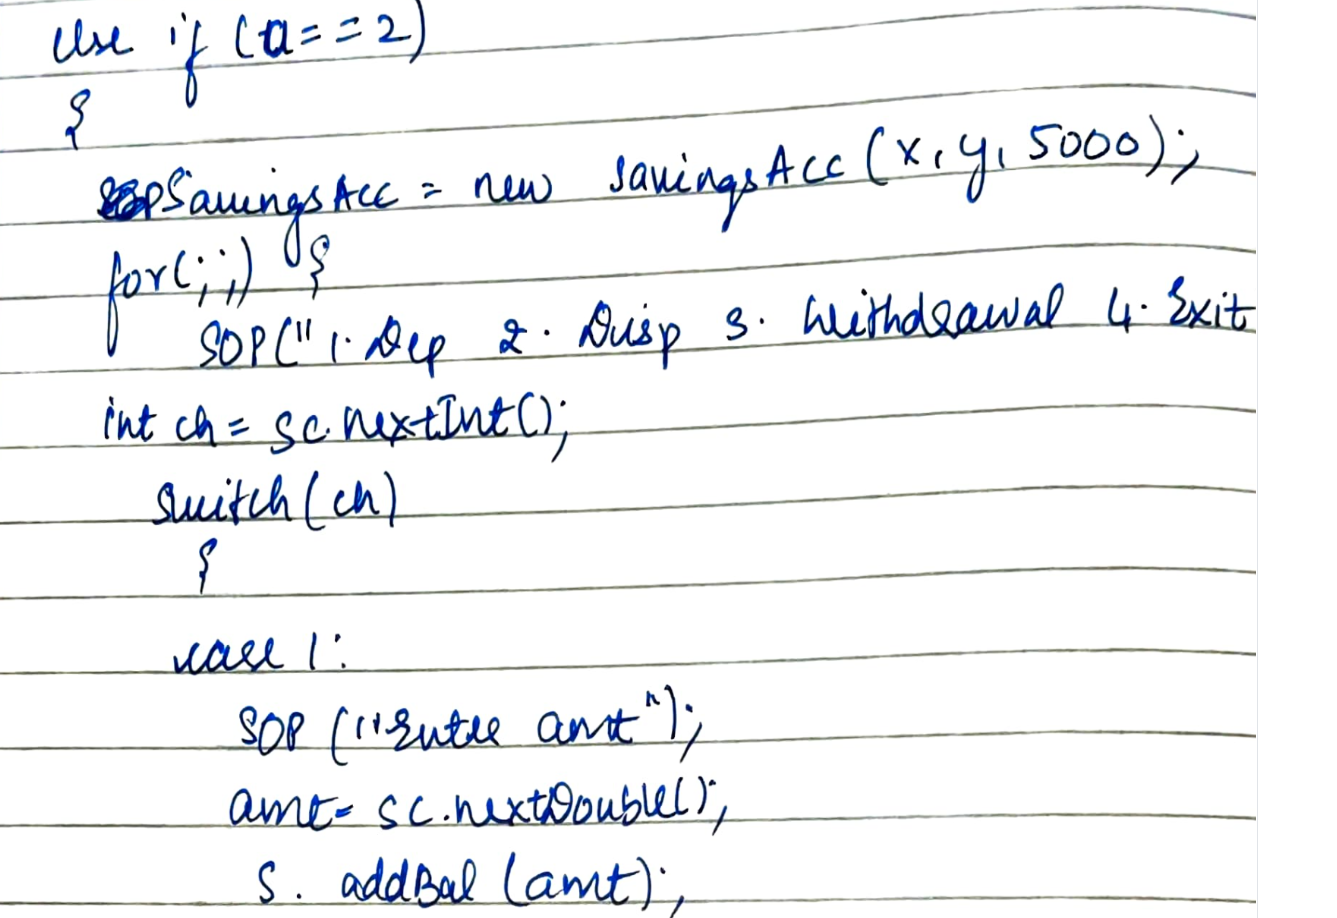 else if (a==2)
{
SavingsAcc = new savingsAcc (x, y, 5000);
for(;;) {
SOP(" 1. Dep 2. Disp 3. Withdrawal 4. Exit
int ch = sc.nextInt();
switch (ch)
{
case 1:
SOP ("Enter amt");
amt= sc.nextDouble();
S. addBal (amt);